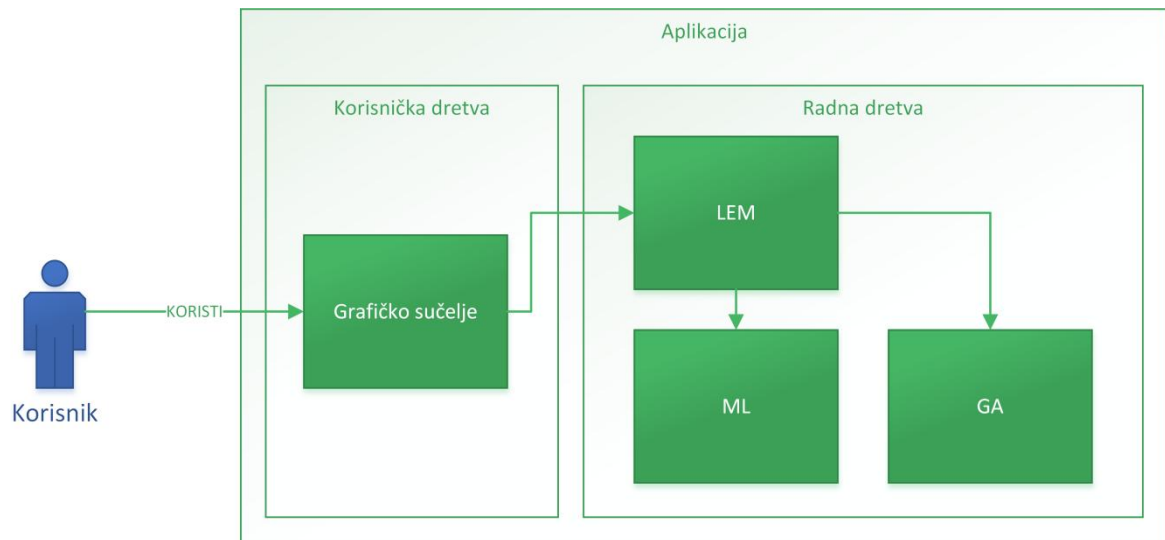 Aplikacija
Korisnička dretva
Radna dretva
LEM
Grafičko sučelje
KORISTI
Korisnik
ML
GA